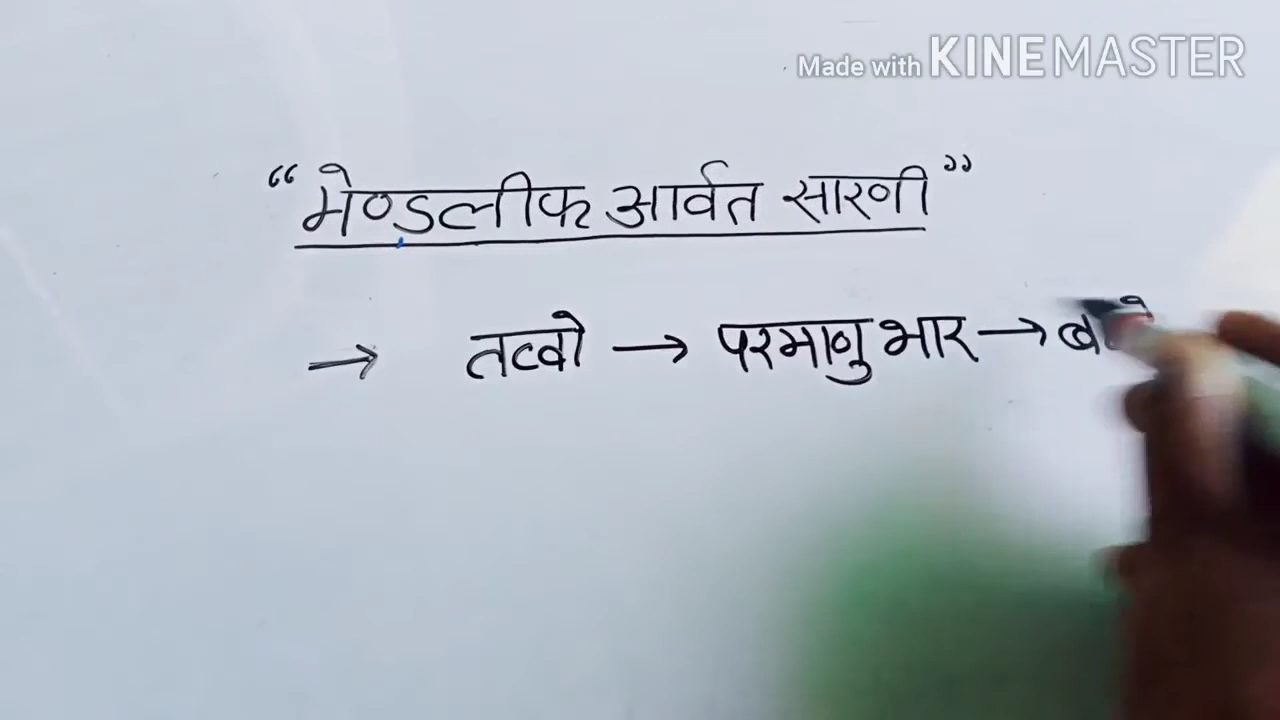 Made with KINEMASTER
“मेण्डलीफ आर्वत सारणी”
→ तत्वो → परमाणु भार →